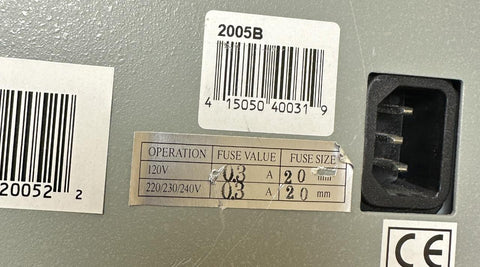 2005B
4 15050 40031 9
20052 2
OPERATION FUSE VALUE FUSE SIZE
120V 0.3 A 20 mm
220/230/240V 0.3 A 20 mm
CE